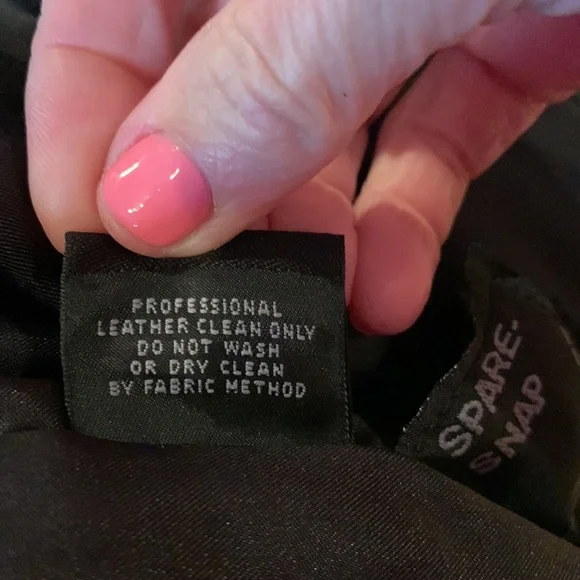 PROFESSIONAL
LEATHER CLEAN ONLY
DO NOT WASH
OR DRY CLEAN
BY FABRIC METHOD
SPARE-
SNAP